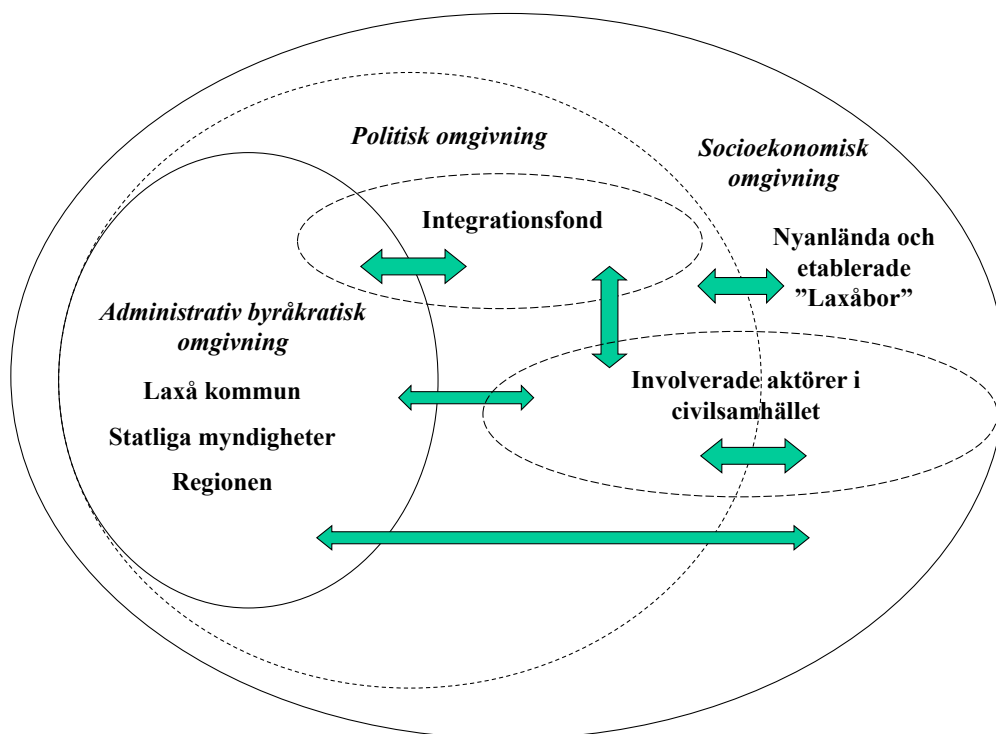 Politisk omgivning
Socioekonomisk
omgivning
Integrationsfond
Nyanlända och
etablerade
”Laxåbor”
Administrativ byråkratisk
omgivning
Laxå kommun
Statliga myndigheter
Regionen
Involverade aktörer i
civilsamhället